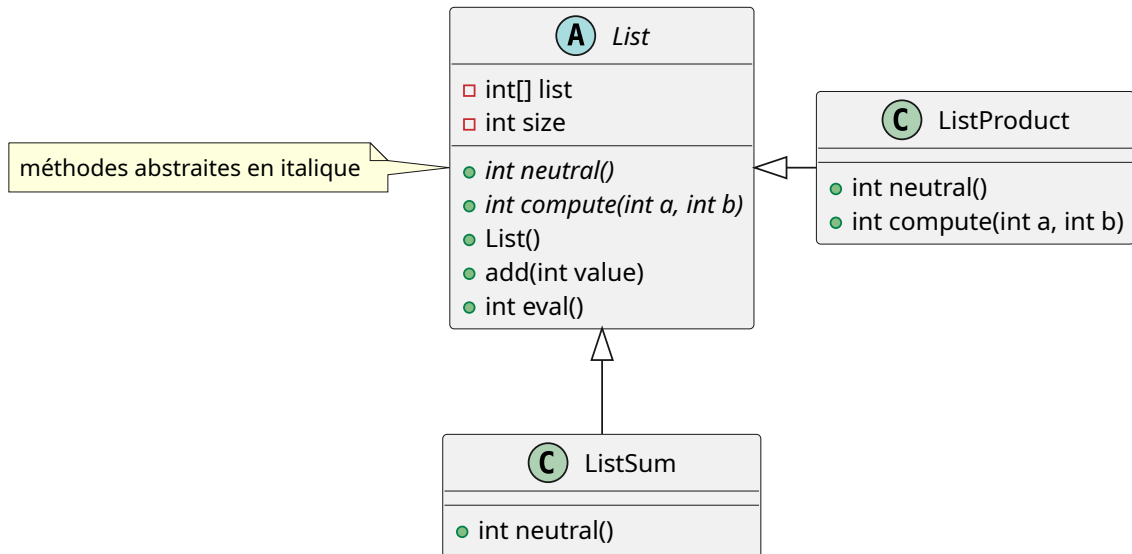 A List
int[] list
int size
int neutral()
int compute(int a, int b)
List()
add(int value)
int eval()
méthodes abstraites en italique
C ListProduct
int neutral()
int compute(int a, int b)
C ListSum
int neutral()